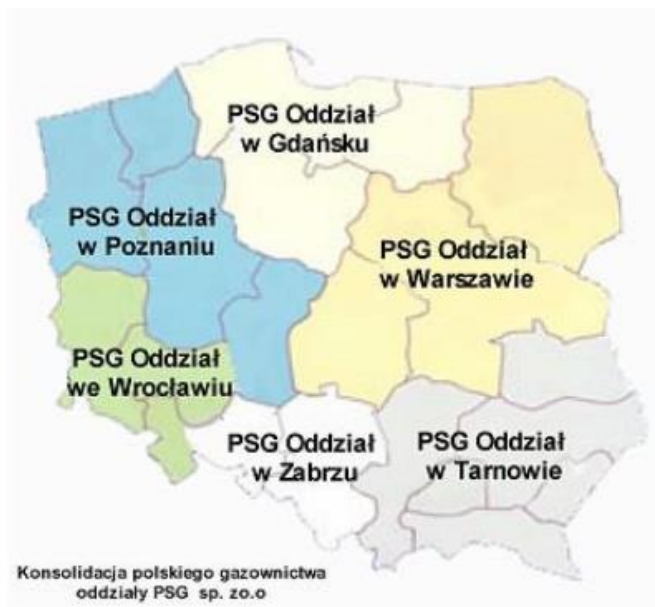 PSG Oddział
w Gdańsku
PSG Oddział
w Poznaniu
PSG Oddział
w Warszawie
PSG Oddział
we Wrocławiu
PSG Oddział
w Zabrzu
PSG Oddział
w Tarnowie
Konsolidacja polskiego gazownictwa
oddziały PSG sp. zo.o